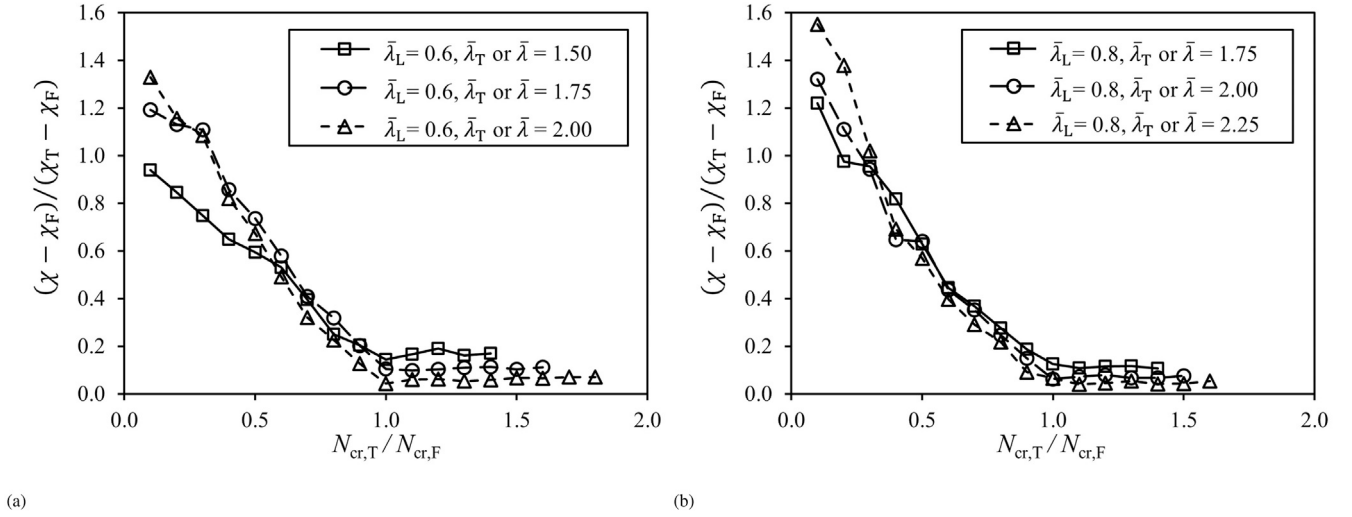 1.6
1.4
1.2
1.0
0.8
0.6
0.4
0.2
0.0
(χ − χF)/(χT − χF)
λ̄L= 0.6, λ̄T or λ̄ = 1.50
λ̄L= 0.6, λ̄T or λ̄ = 1.75
λ̄L= 0.6, λ̄T or λ̄ = 2.00
0.0 0.5 1.0 1.5 2.0
Ncr,T / Ncr,F
(a)
1.6
1.4
1.2
1.0
0.8
0.6
0.4
0.2
0.0
(χ − χF)/(χT − χF)
λ̄L= 0.8, λ̄T or λ̄ = 1.75
λ̄L= 0.8, λ̄T or λ̄ = 2.00
λ̄L= 0.8, λ̄T or λ̄ = 2.25
0.0 0.5 1.0 1.5 2.0
Ncr,T / Ncr,F
(b)